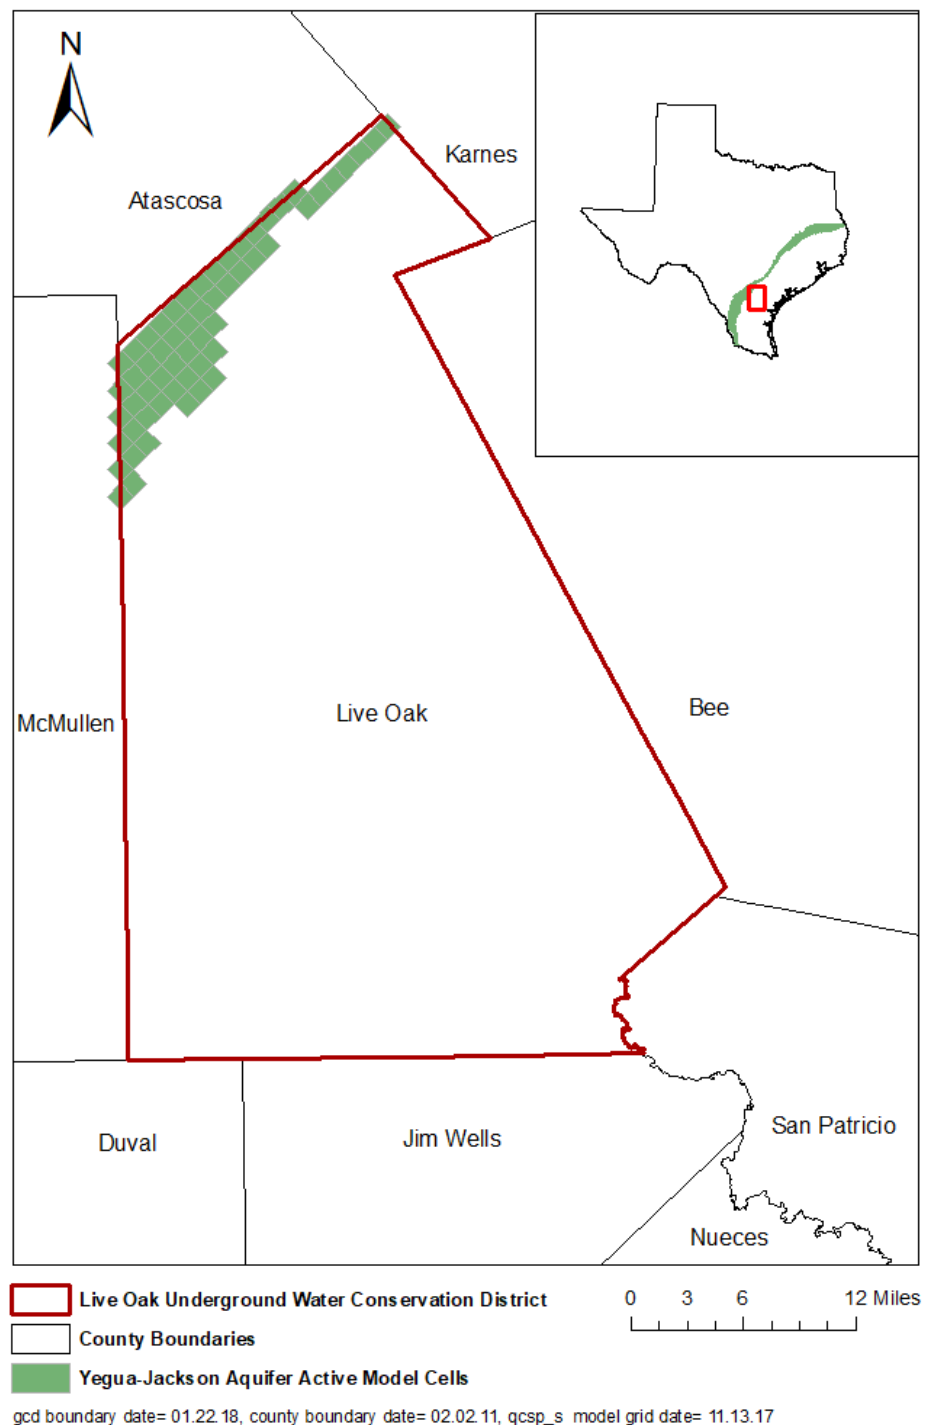 N
Karnes
Atascosa
McMullen
Live Oak
Bee
Duval
Jim Wells
San Patricio
Nueces
Live Oak Underground Water Conservation District
County Boundaries
Yegua-Jackson Aquifer Active Model Cells
0 3 6 12 Miles
gcd boundary date= 01.22.18, county boundary date= 02.02.11, qcsp_s model grid date= 11.13.17